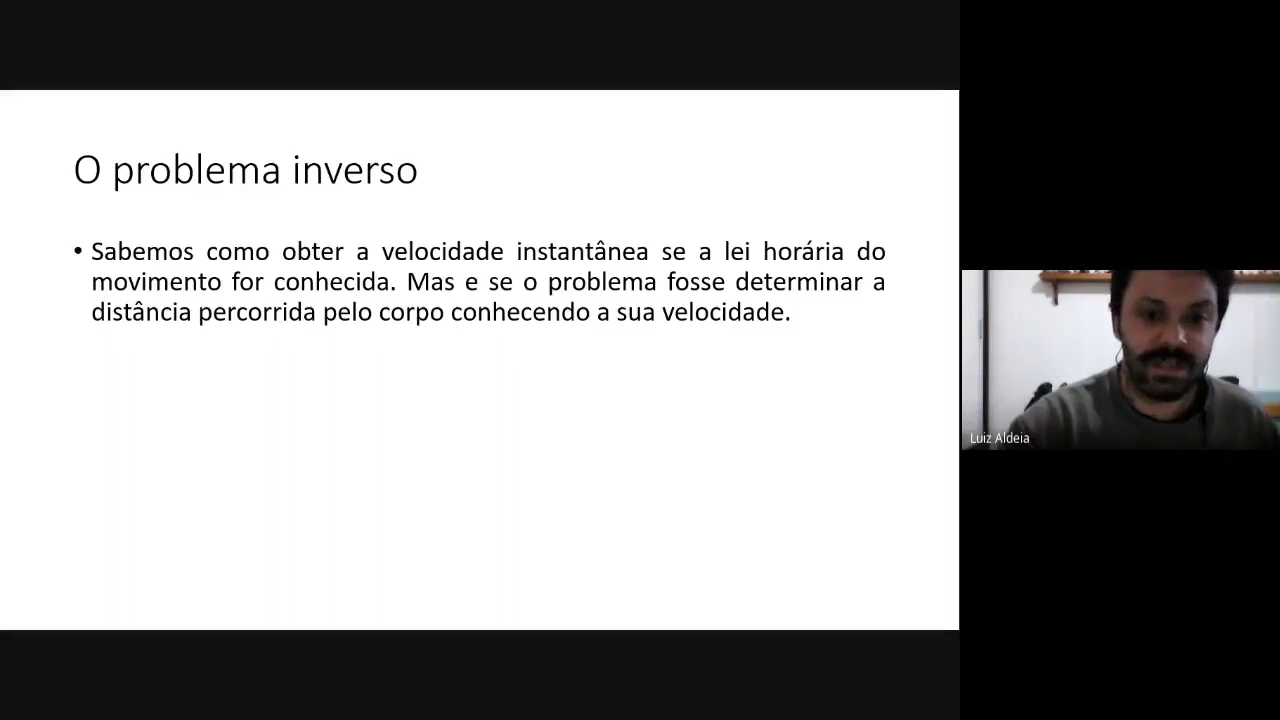 O problema inverso
• Sabemos como obter a velocidade instantânea se a lei horária do
movimento for conhecida. Mas e se o problema fosse determinar a
distância percorrida pelo corpo conhecendo a sua velocidade.
Luiz Aldeia